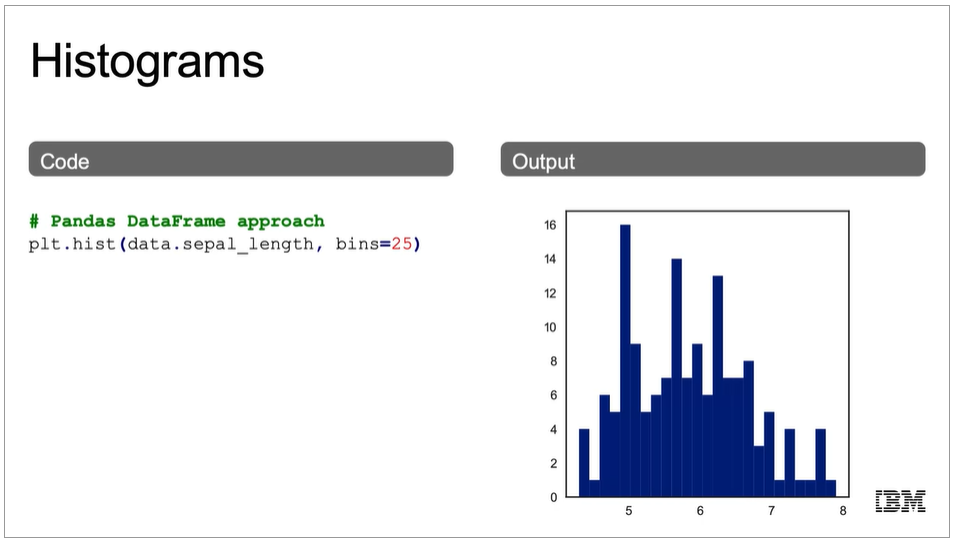 Histograms
Code
# Pandas DataFrame approach
plt.hist(data.sepal_length, bins=25)
Output
16
14
12
10
8
6
4
2
0
5 6 7 8
IBM